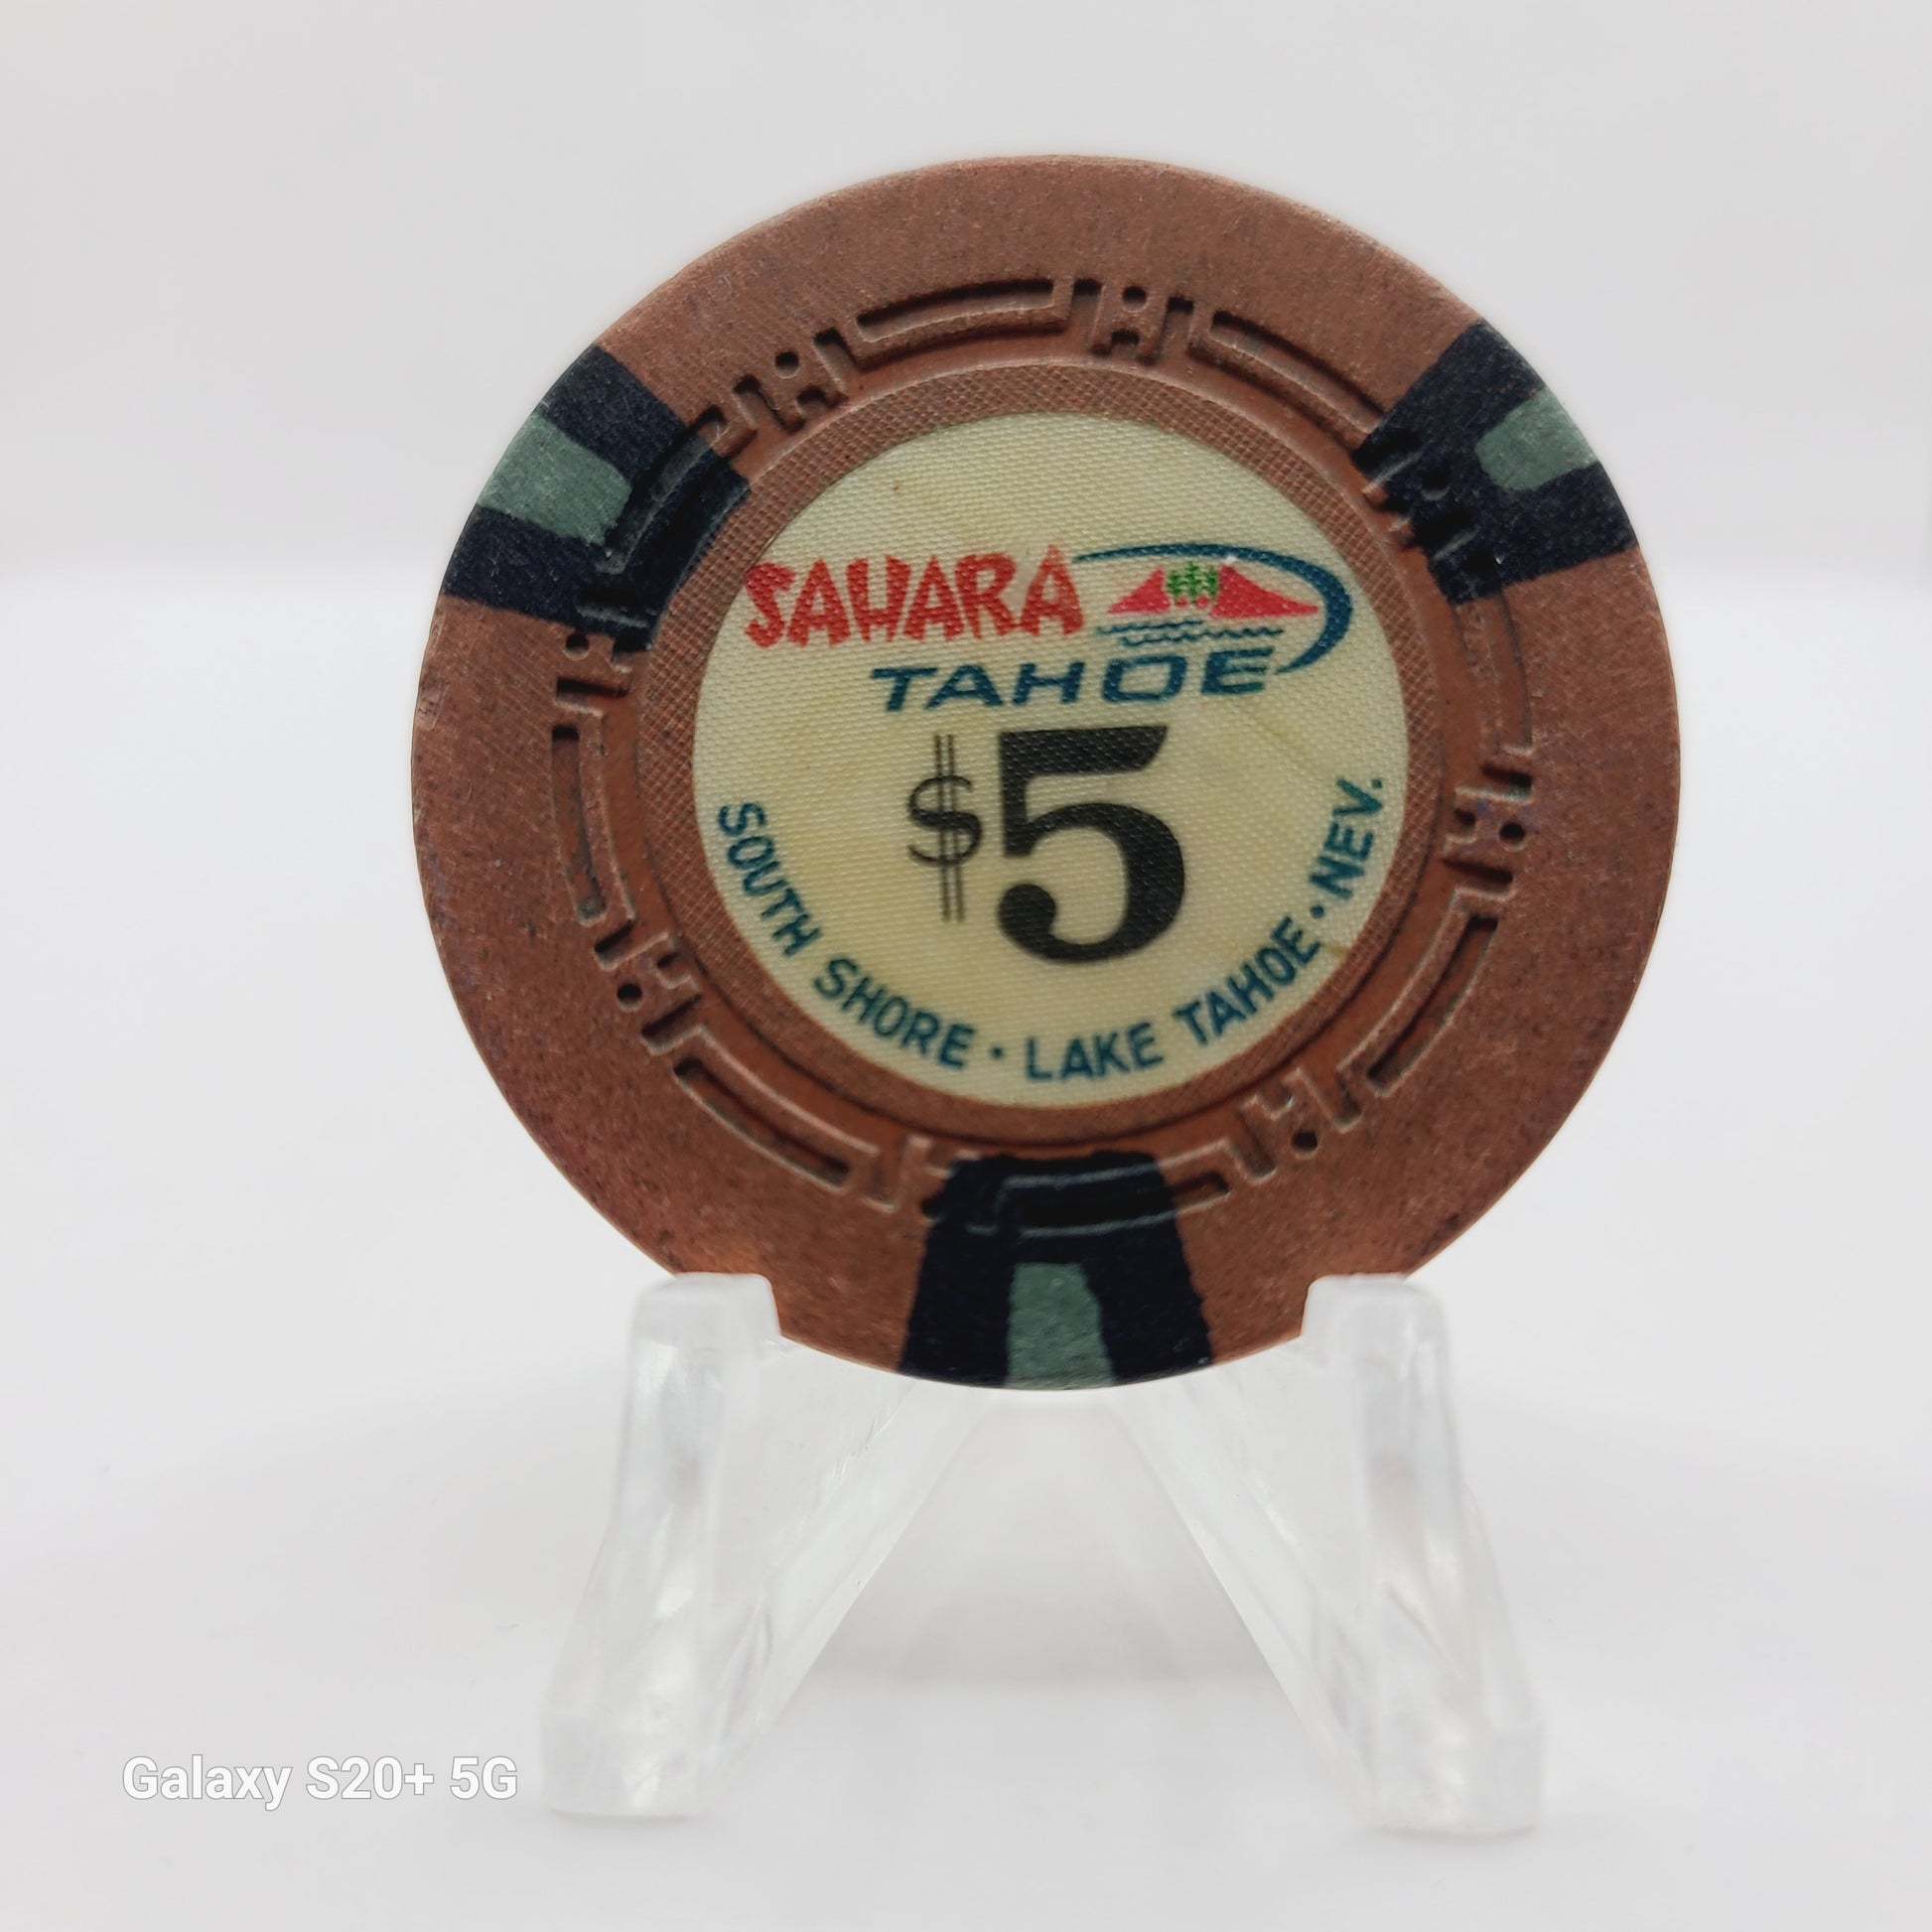 SAHARA
TAHOE
$5
SOUTH SHORE · LAKE TAHOE · NEV.
Galaxy S20+ 5G